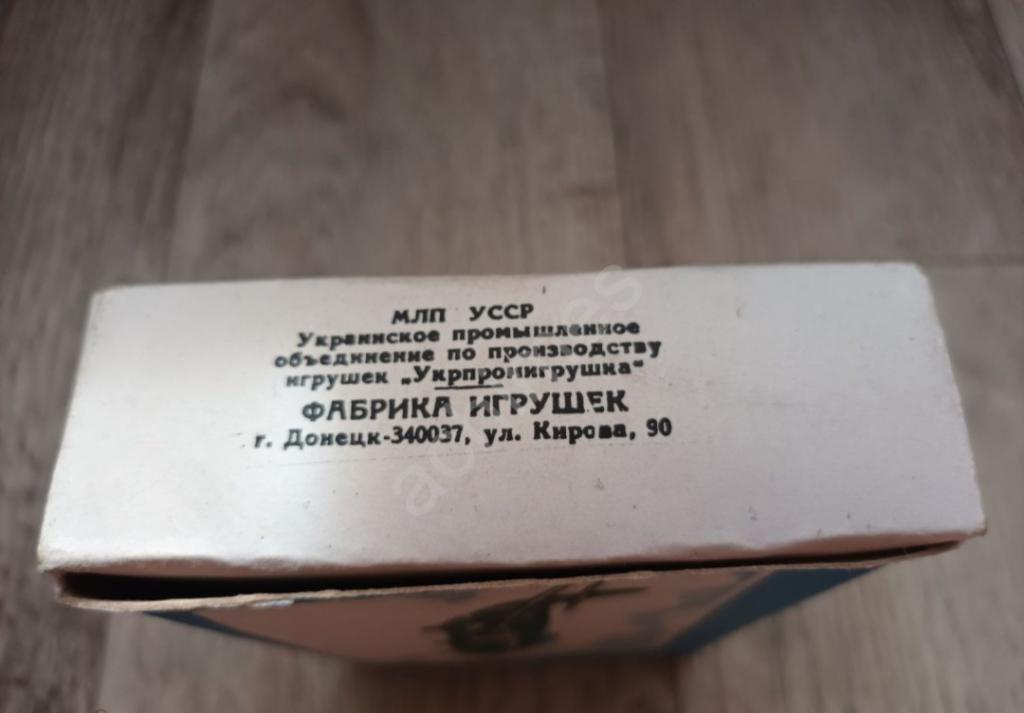 МЛП УССР
Украинское промышленное
объединение по производству
игрушек „Укрпромигрушка“
ФАБРИКА ИГРУШЕК
г. Донецк-340037, ул. Кирова, 90